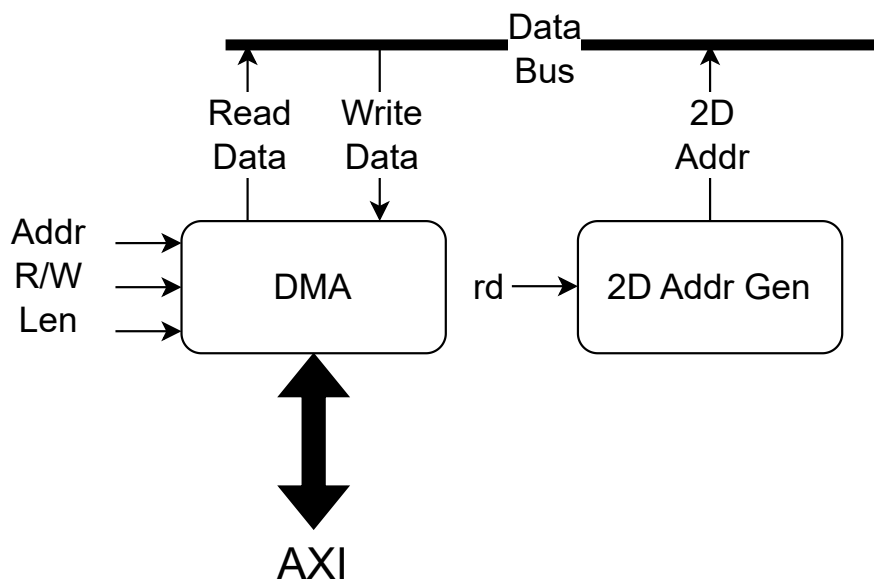 Data
Bus
Read
Data
Write
Data
2D
Addr
Addr
R/W
Len
DMA
rd
2D Addr Gen
AXI